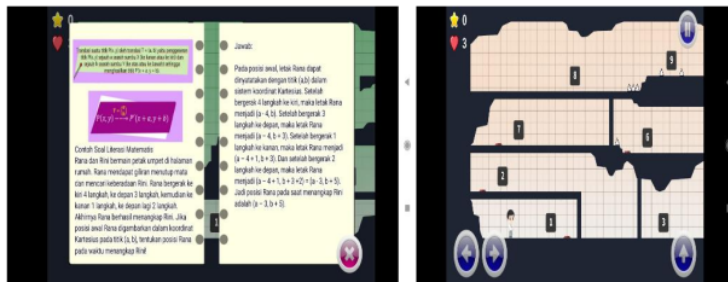 0
3
Contoh Soal Literasi Matematis:
Rana dan Rini bermain petak umpet di halaman
rumah. Rana mendapat giliran menutup mata
dan mencari keberadaan Rini. Rana bergerak ke
kiri 4 langkah, ke depan 3 langkah, kemudian ke
kanan 1 langkah, ke depan lagi 2 langkah.
Akhirnya Rana berhasil menangkap Rini. Jika
posisi awal Rana digambarkan dalam koordinat
Kartesius pada titik (a, b), tentukan posisi Rana
pada waktu menangkap Rini!
Jawab:
Pada posisi awal, letak Rana dapat
dinyatakan dengan titik (a,b) dalam
sistem koordinat Kartesius. Setelah
bergerak 4 langkah ke kiri, maka letak Rana
menjadi (a - 4, b). Setelah bergerak 3
langkah ke depan, maka letak Rana
menjadi (a - 4, b + 3). Setelah bergerak 1
langkah ke kanan, maka letak Rana menjadi
(a - 4 + 1, b + 3). Dan setelah bergerak 2
langkah ke depan, maka letak Rana
menjadi (a - 4 + 1, b + 3 +2) = (a- 3, b + 5).
Jadi posisi Rana pada saat menangkap Rini
adalah (a - 3, b + 5).
1
0
3
9
8
7
6
2
1
3